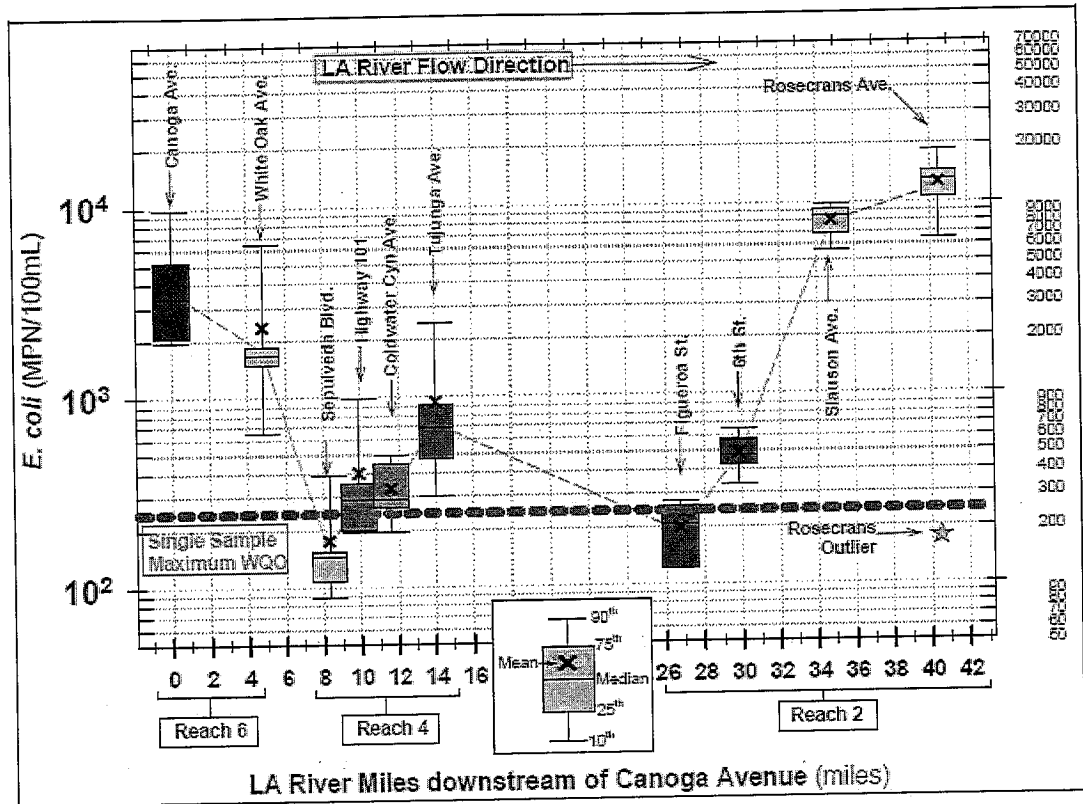 LA River Flow Direction
Canoga Ave.
White Oak Ave.
Sepulveda Blvd.
Highway 101
Coldwater Cyn Ave.
Tujunga Ave.
Figueroa St.
6th St.
Slauson Ave.
Rosecrans Ave.
Rosecrans
Outlier
E. coli (MPN/100mL)
10⁴
10³
10²
70000
60000
50000
40000
30000
20000
9000
8000
7000
6000
5000
4000
3000
2000
900
800
700
600
500
400
300
200
80
70
60
50
Single Sample
Maximum WQO
90th
75th
Mean
Median
25th
10th
0 2 4 6 8 10 12 14 16 26 28 30 32 34 36 38 40 42
Reach 6
Reach 4
Reach 2
LA River Miles downstream of Canoga Avenue (miles)